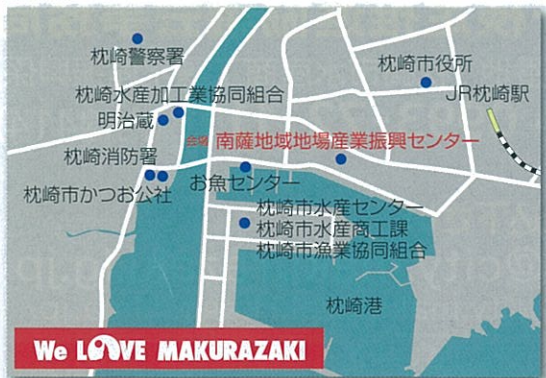 枕崎警察署
枕崎市役所
JR枕崎駅
枕崎水産加工業協同組合
明治蔵
会場 南薩地域地場産業振興センター
枕崎消防署
お魚センター
枕崎市かつお公社
枕崎市水産センター
枕崎市水産商工課
枕崎市漁業協同組合
枕崎港
We LOVE MAKURAZAKI